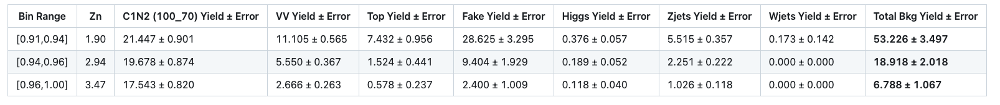 Bin Range Zn C1N2 (100_70) Yield ± Error VV Yield ± Error Top Yield ± Error Fake Yield ± Error Higgs Yield ± Error Zjets Yield ± Error Wjets Yield ± Error Total Bkg Yield ± Error
[0.91,0.94] 1.90 21.447 ± 0.901 11.105 ± 0.565 7.432 ± 0.956 28.625 ± 3.295 0.376 ± 0.057 5.515 ± 0.357 0.173 ± 0.142 53.226 ± 3.497
[0.94,0.96] 2.94 19.678 ± 0.874 5.550 ± 0.367 1.524 ± 0.441 9.404 ± 1.929 0.189 ± 0.052 2.251 ± 0.222 0.000 ± 0.000 18.918 ± 2.018
[0.96,1.00] 3.47 17.543 ± 0.820 2.666 ± 0.263 0.578 ± 0.237 2.400 ± 1.009 0.118 ± 0.040 1.026 ± 0.118 0.000 ± 0.000 6.788 ± 1.067